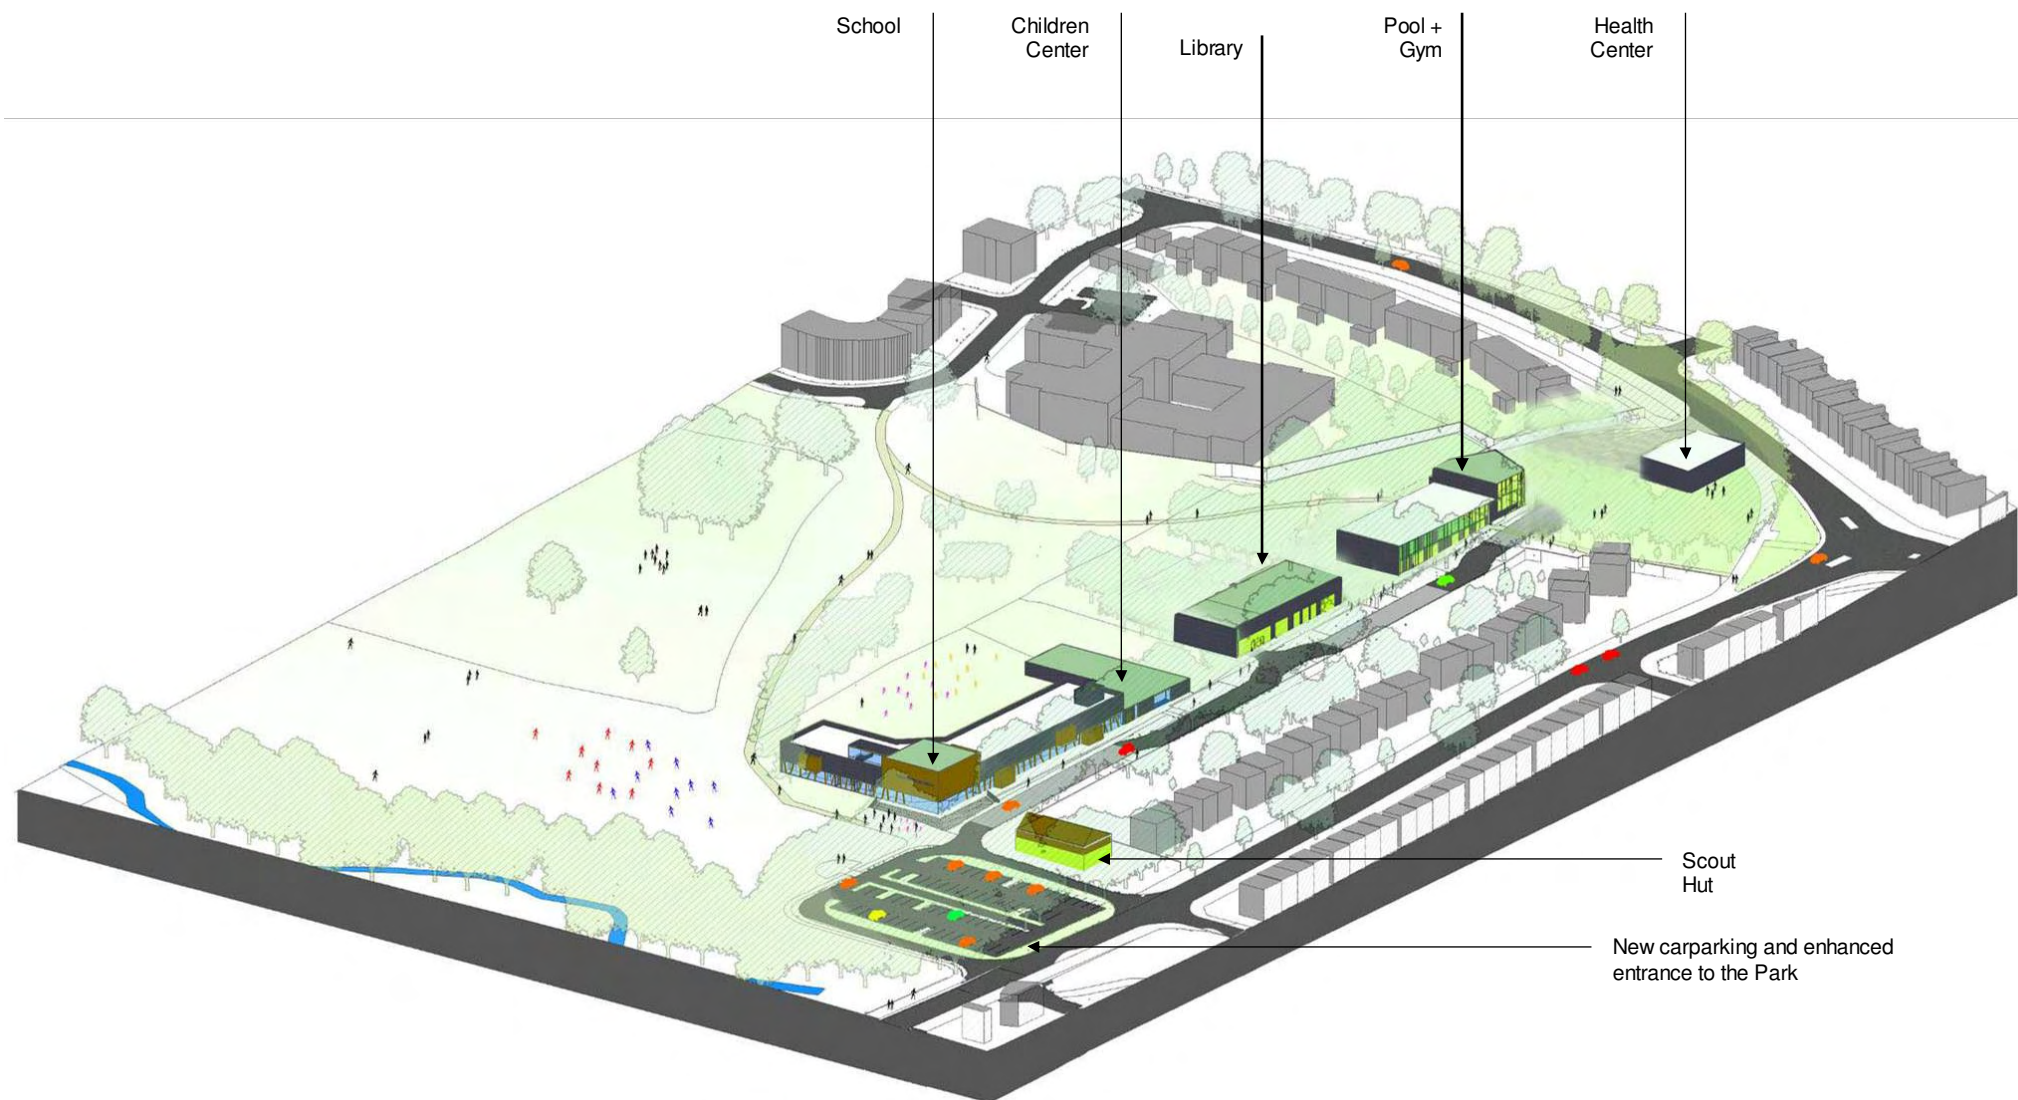 School
Children
Center
Library
Pool +
Gym
Health
Center
Scout
Hut
New carparking and enhanced
entrance to the Park